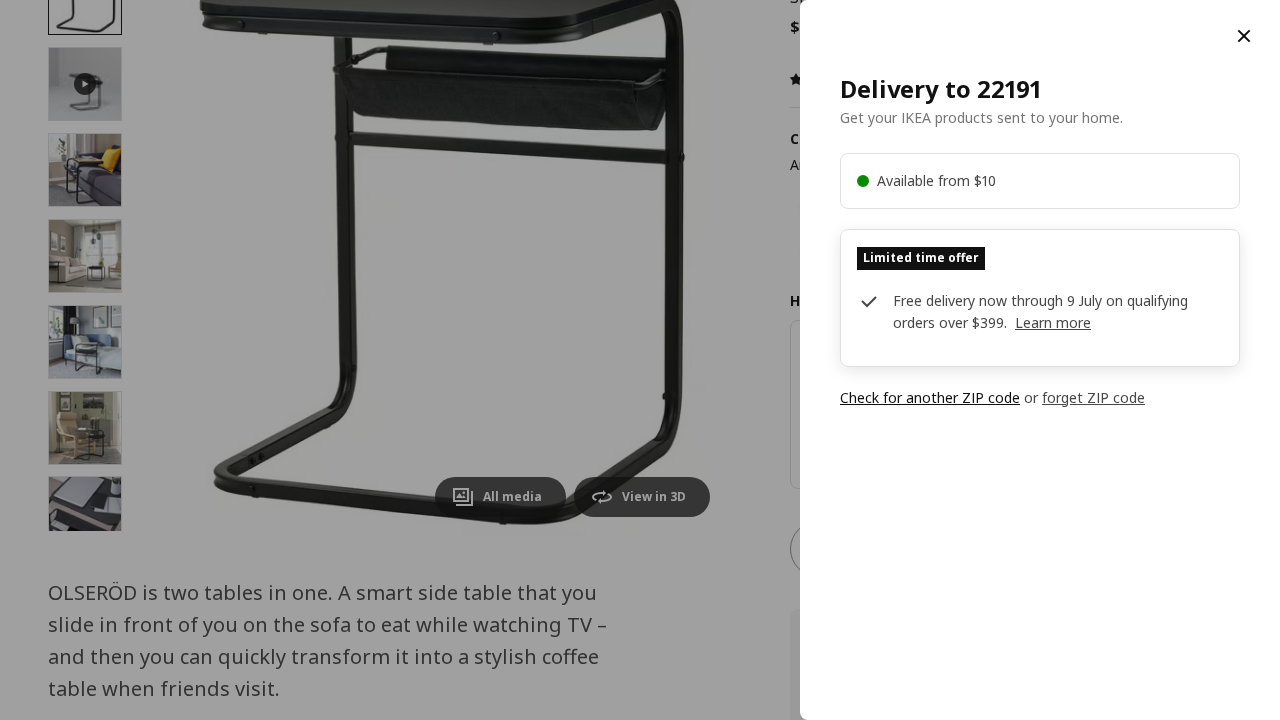 Delivery to 22191
Get your IKEA products sent to your home.
Available from $10
Limited time offer
Free delivery now through 9 July on qualifying
orders over $399. Learn more
Check for another ZIP code or forget ZIP code
All media
View in 3D
OLSERÖD is two tables in one. A smart side table that you
slide in front of you on the sofa to eat while watching TV –
and then you can quickly transform it into a stylish coffee
table when friends visit.
$